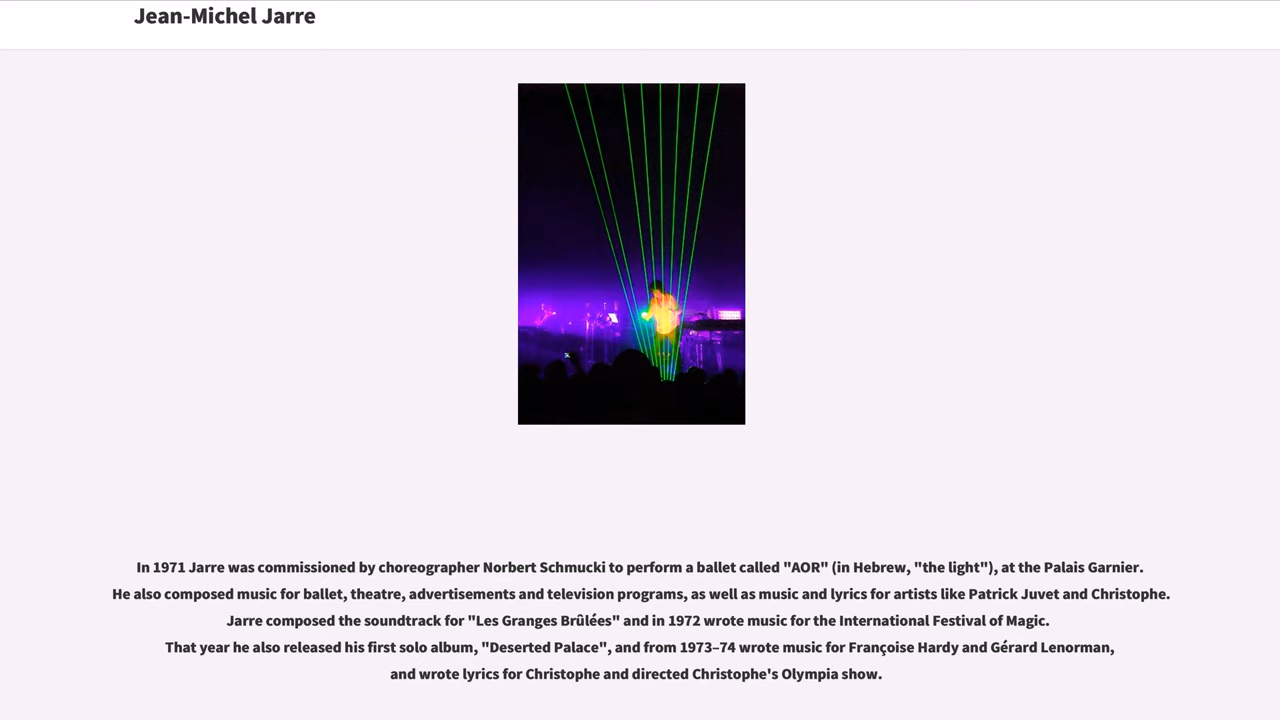 Jean-Michel Jarre
In 1971 Jarre was commissioned by choreographer Norbert Schmucki to perform a ballet called "AOR" (in Hebrew, "the light"), at the Palais Garnier.
He also composed music for ballet, theatre, advertisements and television programs, as well as music and lyrics for artists like Patrick Juvet and Christophe.
Jarre composed the soundtrack for "Les Granges Brûlées" and in 1972 wrote music for the International Festival of Magic.
That year he also released his first solo album, "Deserted Palace", and from 1973–74 wrote music for Françoise Hardy and Gérard Lenorman,
and wrote lyrics for Christophe and directed Christophe's Olympia show.